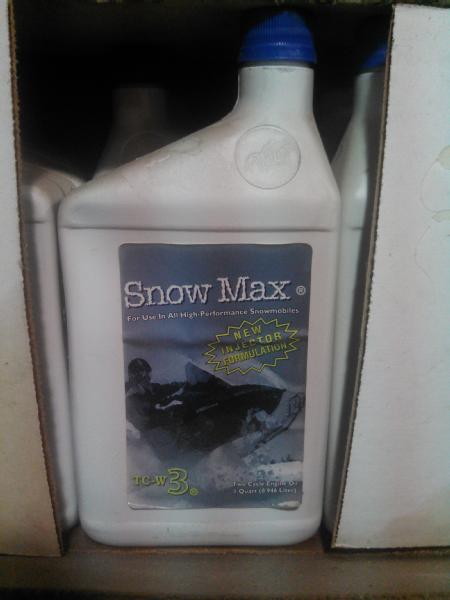 Snow Max ®
For Use In All High-Performance Snowmobiles
NEW
INJECTOR
FORMULATION
TC-W3®
Two Cycle Engine Oil
1 Quart (0.946 Liter)